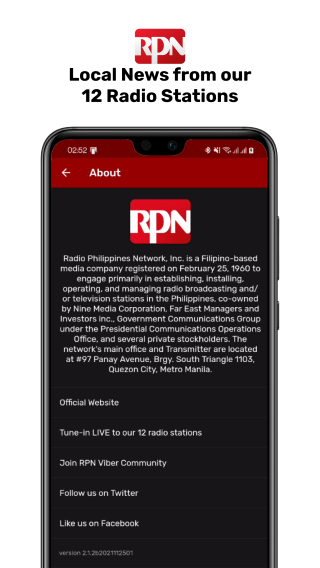 RPN
Local News from our
12 Radio Stations
02:52
About
RPN
Radio Philippines Network, Inc. is a Filipino-based
media company registered on February 25, 1960 to
engage primarily in establishing, installing,
operating, and managing radio broadcasting and/
or television stations in the Philippines, co-owned
by Nine Media Corporation, Far East Managers and
Investors inc., Government Communications Group
under the Presidential Communications Operations
Office, and several private stockholders. The
network's main office and Transmitter are located
at #97 Panay Avenue, Brgy. South Triangle 1103,
Quezon City, Metro Manila.
Official Website
Tune-in LIVE to our 12 radio stations
Join RPN Viber Community
Follow us on Twitter
Like us on Facebook
version 2.1.2b2021112501